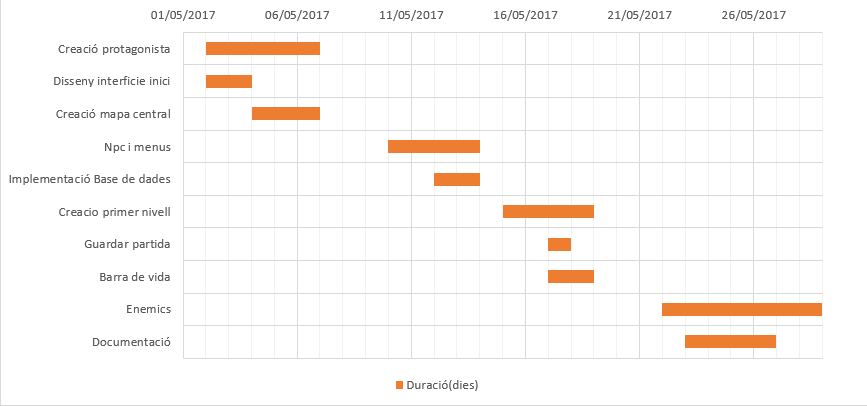 01/05/2017 06/05/2017 11/05/2017 16/05/2017 21/05/2017 26/05/2017
Creació protagonista
Disseny interficie inici
Creació mapa central
Npc i menus
Implementació Base de dades
Creacio primer nivell
Guardar partida
Barra de vida
Enemics
Documentació
Duració(dies)